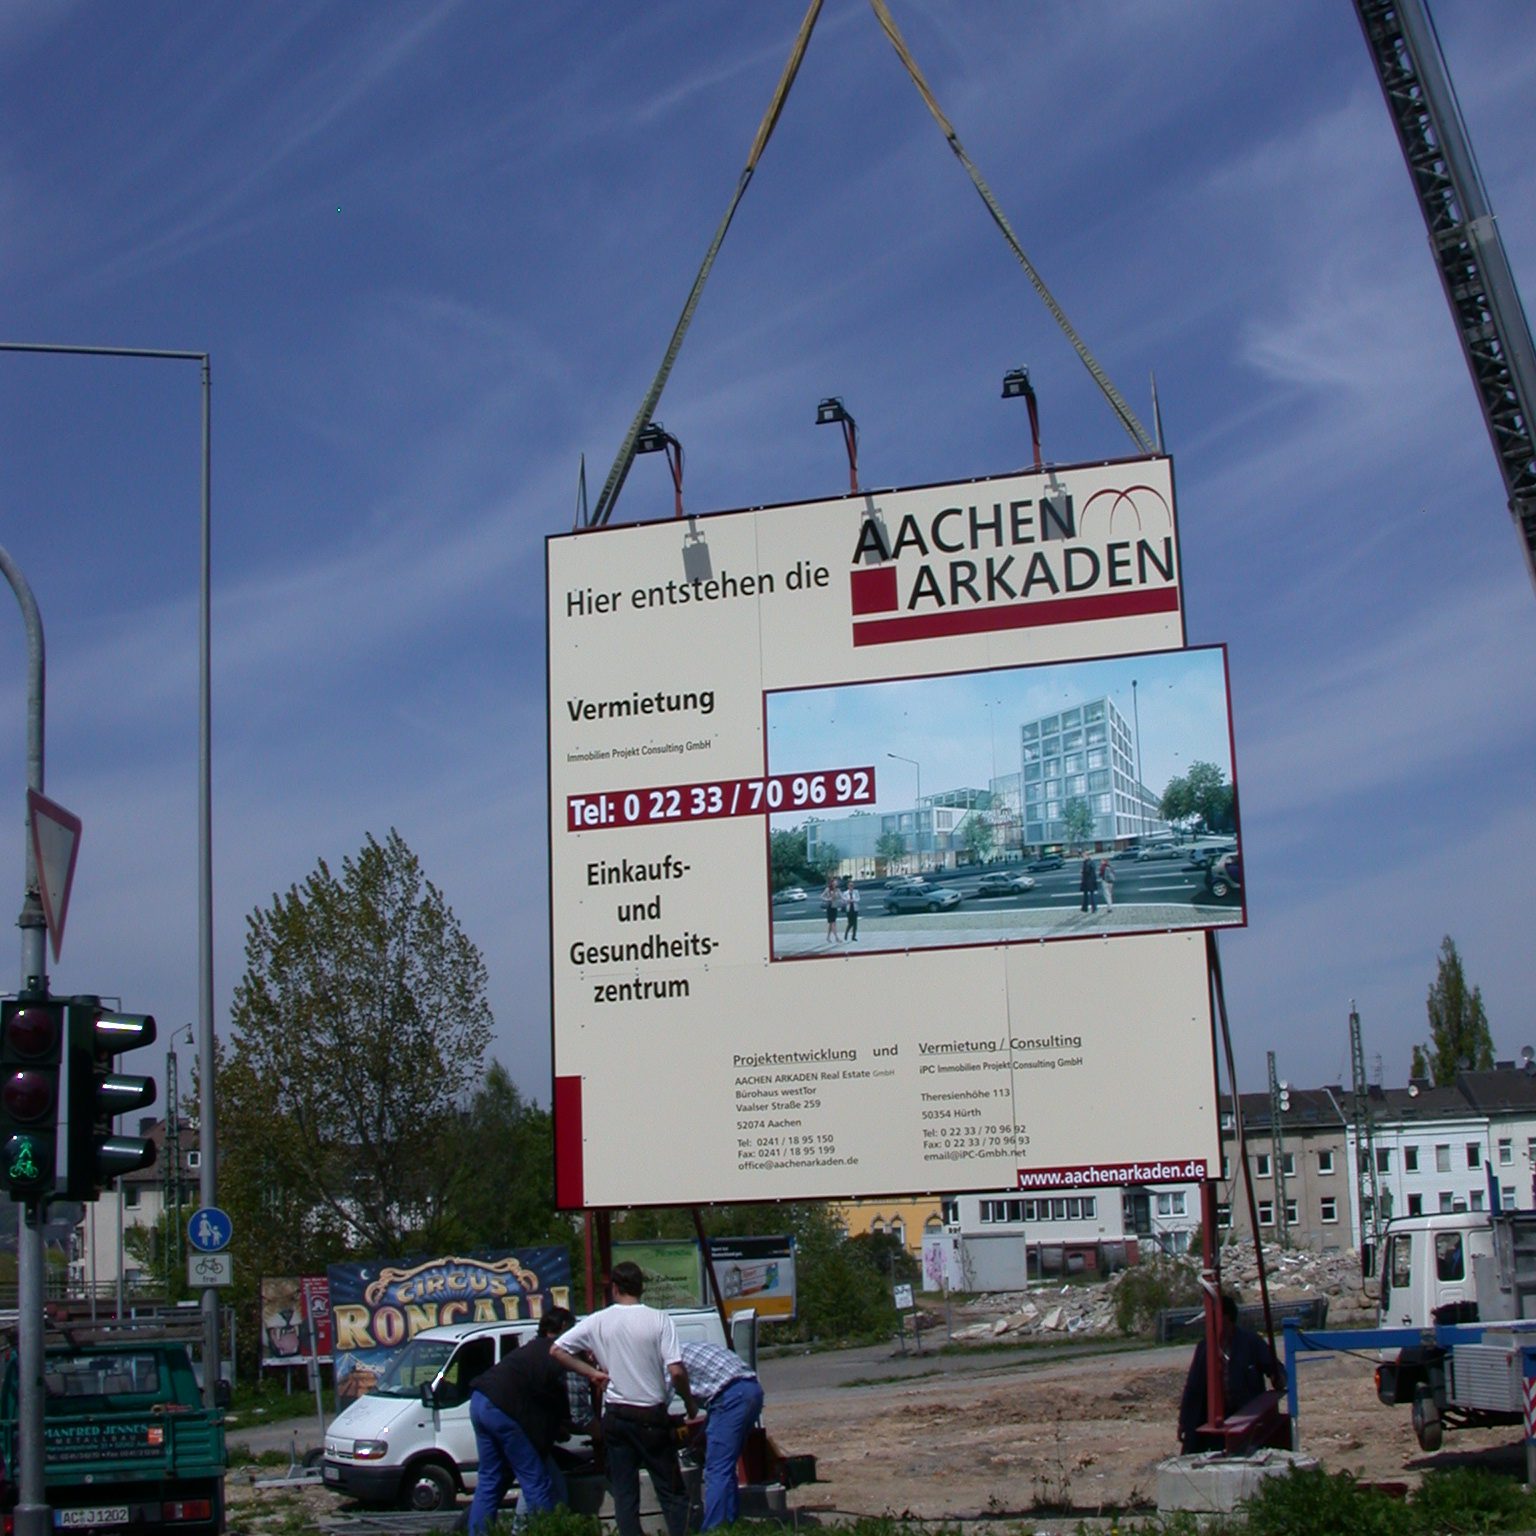 Hier entstehen die
AACHEN
ARKADEN
Vermietung
Immobilien Projekt Consulting GmbH
Tel: 0 22 33 / 70 96 92
Einkaufs-
und
Gesundheits-
zentrum
Projektentwicklung und
AACHEN ARKADEN Real Estate GmbH
Bürohaus westTor
Vaalser Straße 259
52074 Aachen
Tel: 0241 / 18 95 150
Fax: 0241 / 18 95 199
office@aachenarkaden.de
Vermietung / Consulting
iPC Immobilien Projekt Consulting GmbH
Theresienhöhe 113
50354 Hürth
Tel: 0 22 33 / 70 96 92
Fax: 0 22 33 / 70 96 93
email@iPC-Gmbh.net
www.aachenarkaden.de
frei
CIRCUS
RONCALLI
MANFRED JENNES
METALLBAU
AC J 1202